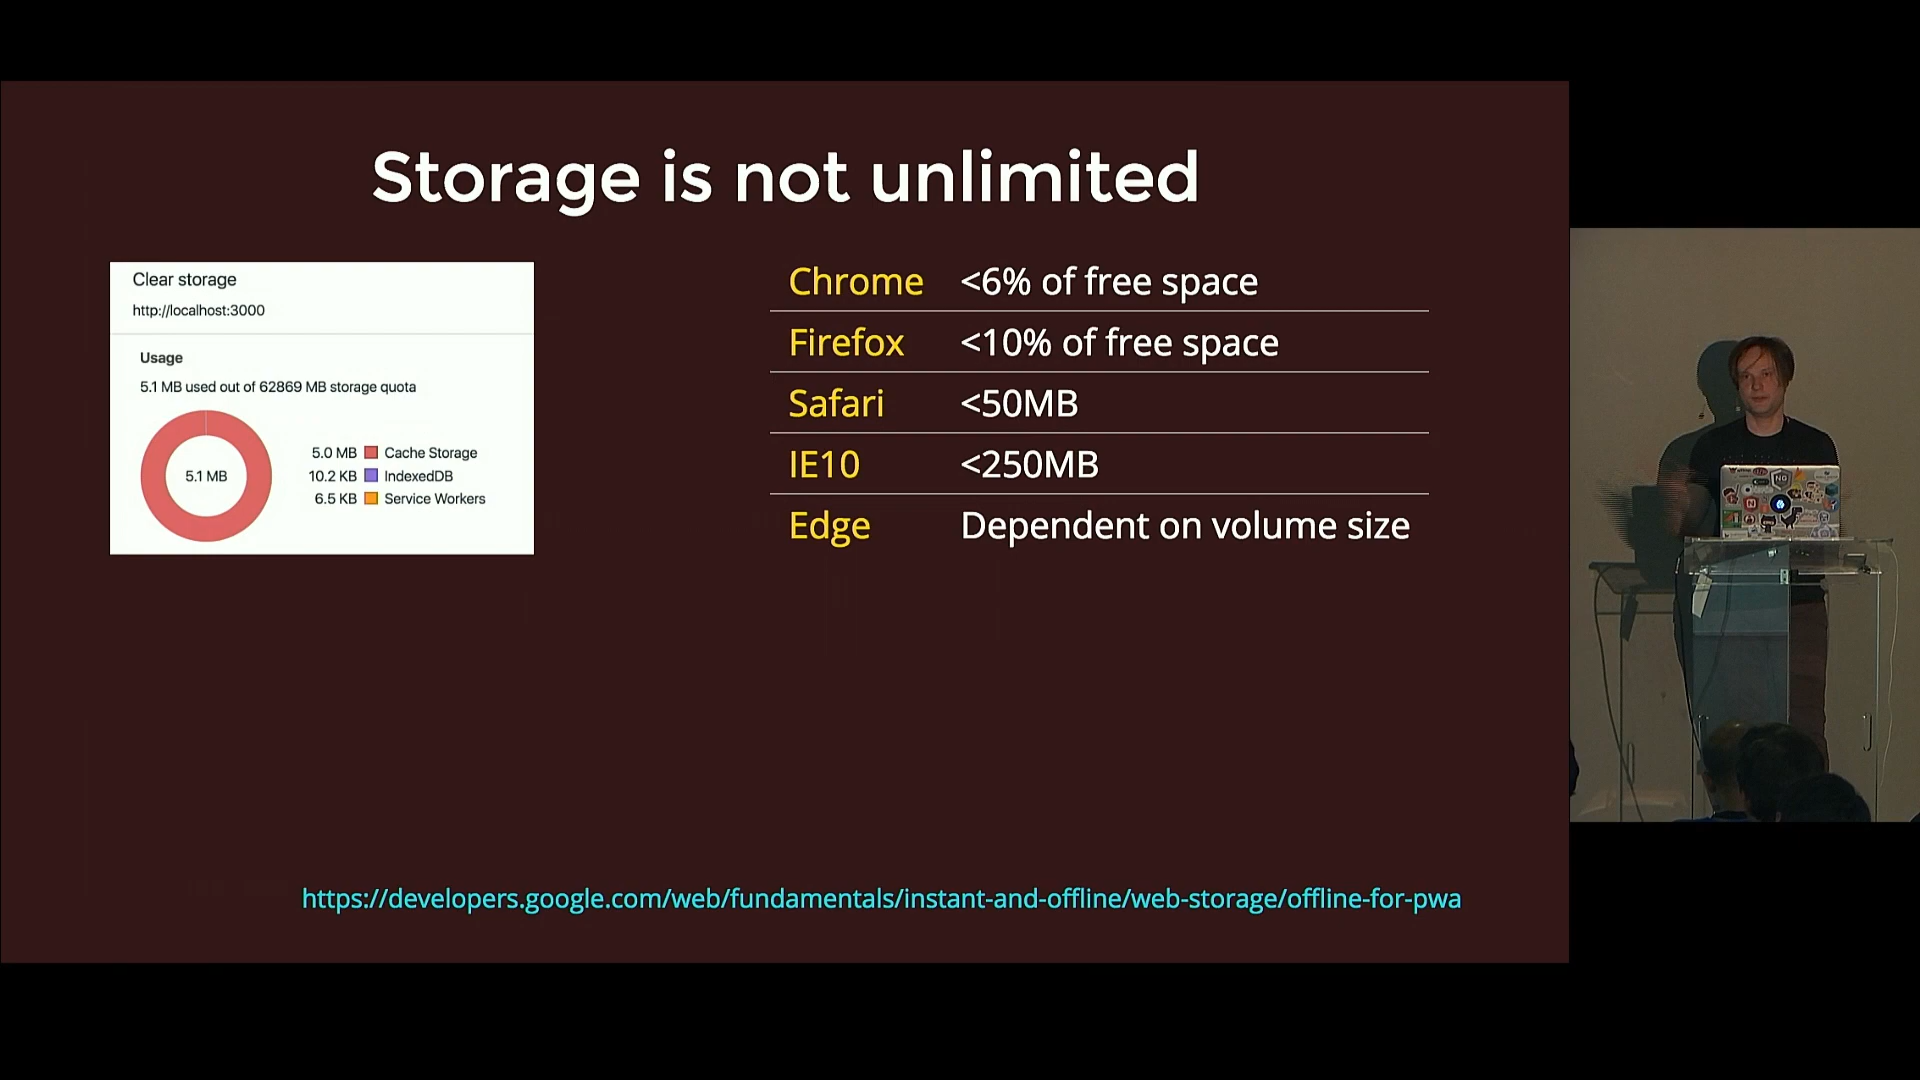 Storage is not unlimited
Clear storage
http://localhost:3000
Usage
5.1 MB used out of 62869 MB storage quota
5.1 MB
5.0 MB Cache Storage
10.2 KB IndexedDB
6.5 KB Service Workers
Chrome <6% of free space
Firefox <10% of free space
Safari <50MB
IE10 <250MB
Edge Dependent on volume size
https://developers.google.com/web/fundamentals/instant-and-offline/web-storage/offline-for-pwa